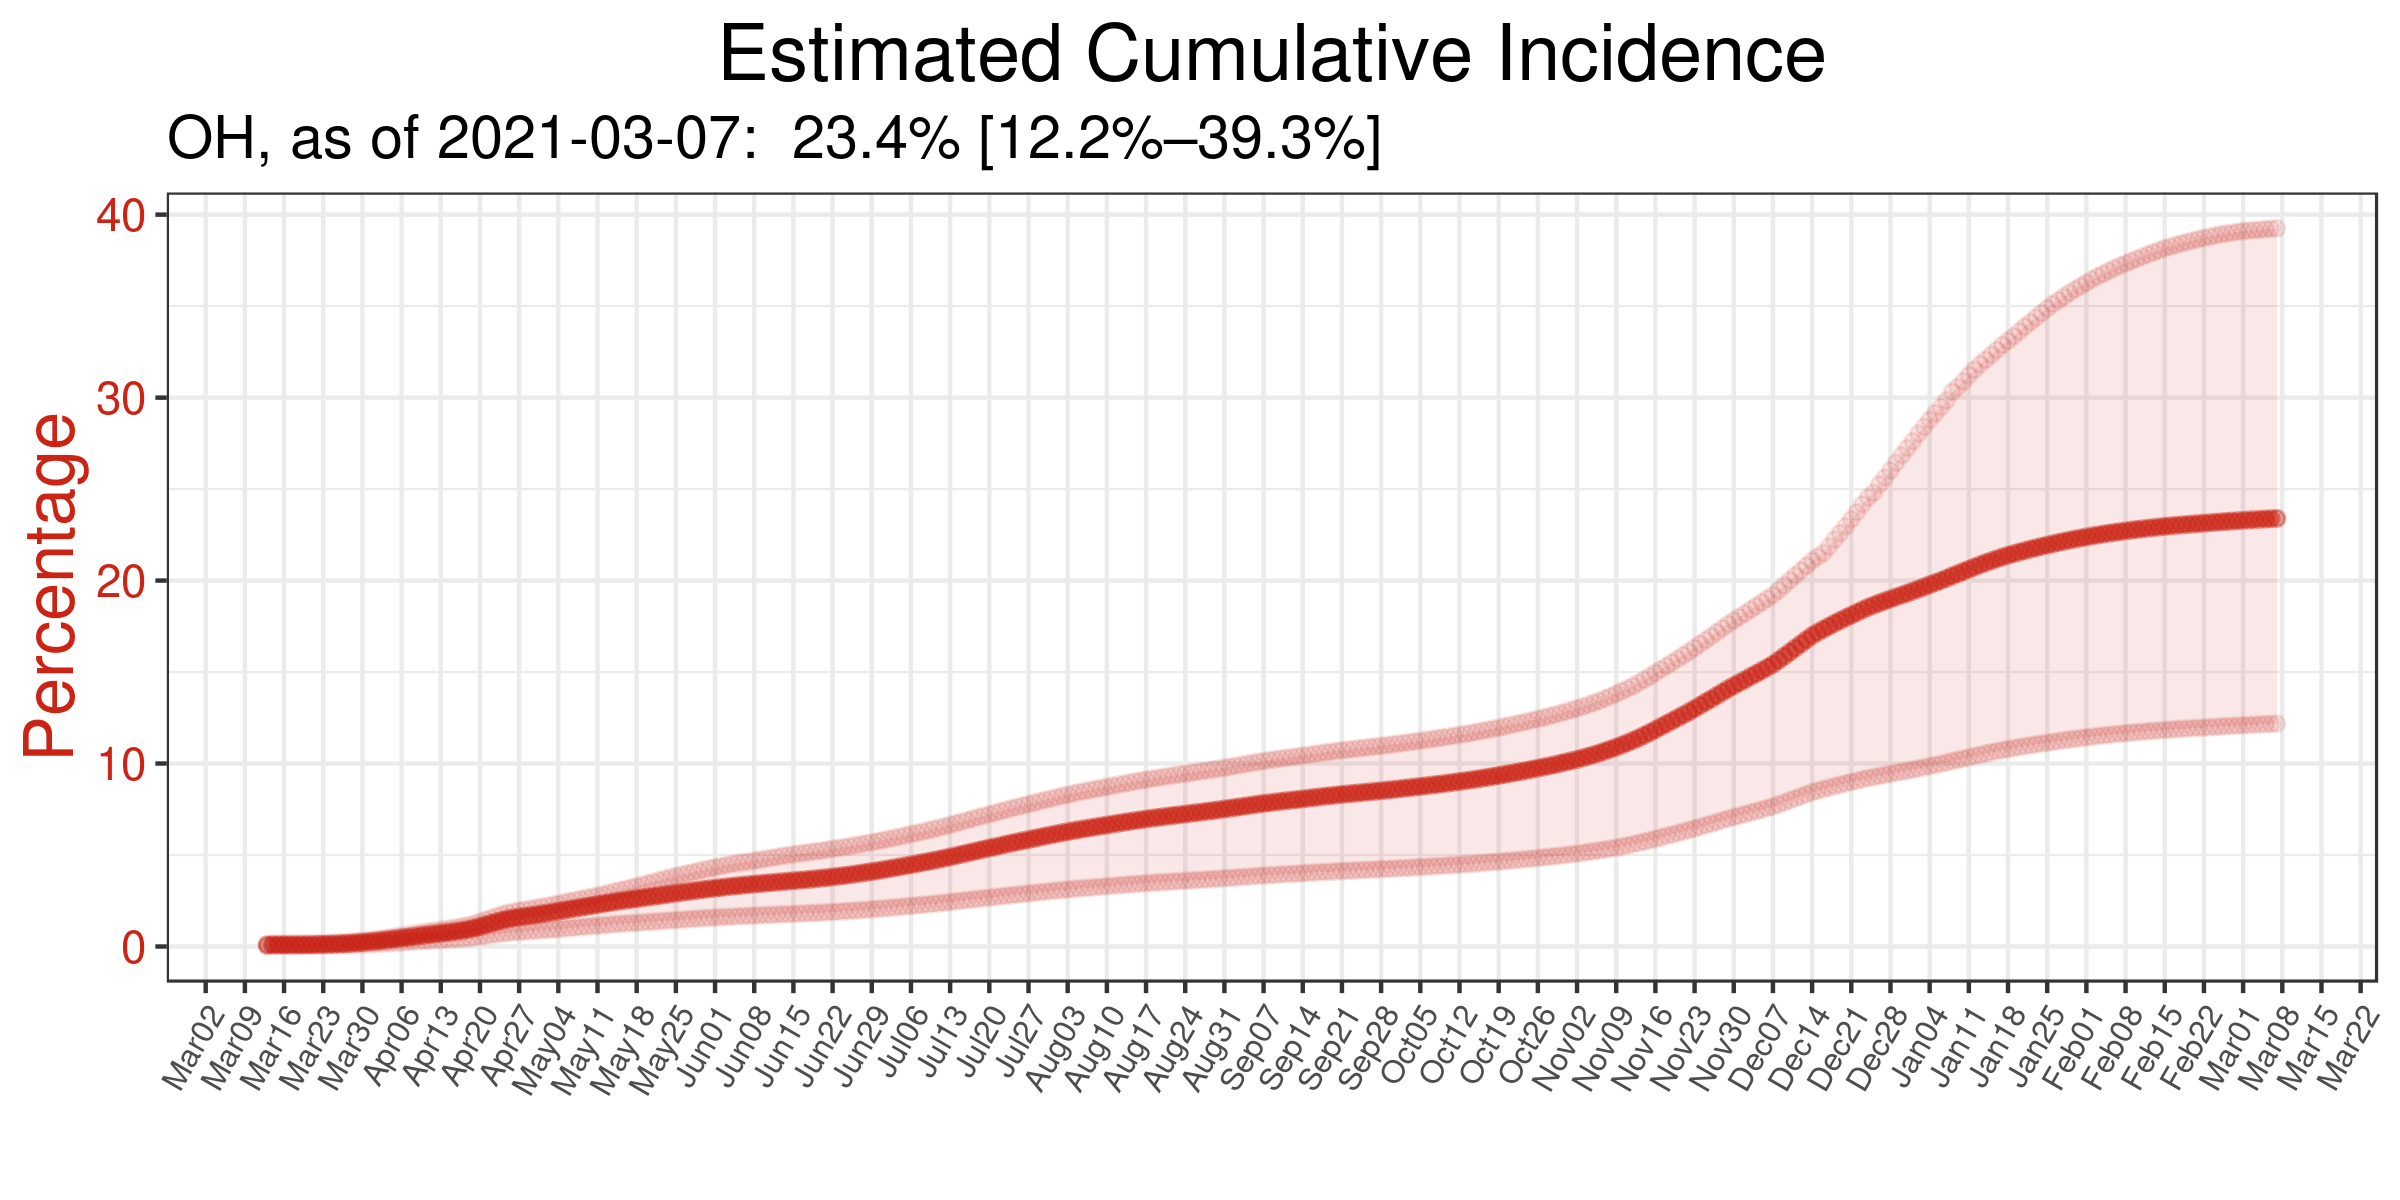 Estimated Cumulative Incidence
OH, as of 2021-03-07:  23.4% [12.2%–39.3%]
Percentage
40
30
20
10
0
Mar02
Mar09
Mar16
Mar23
Mar30
Apr06
Apr13
Apr20
Apr27
May04
May11
May18
May25
Jun01
Jun08
Jun15
Jun22
Jun29
Jul06
Jul13
Jul20
Jul27
Aug03
Aug10
Aug17
Aug24
Aug31
Sep07
Sep14
Sep21
Sep28
Oct05
Oct12
Oct19
Oct26
Nov02
Nov09
Nov16
Nov23
Nov30
Dec07
Dec14
Dec21
Dec28
Jan04
Jan11
Jan18
Jan25
Feb01
Feb08
Feb15
Feb22
Mar01
Mar08
Mar15
Mar22